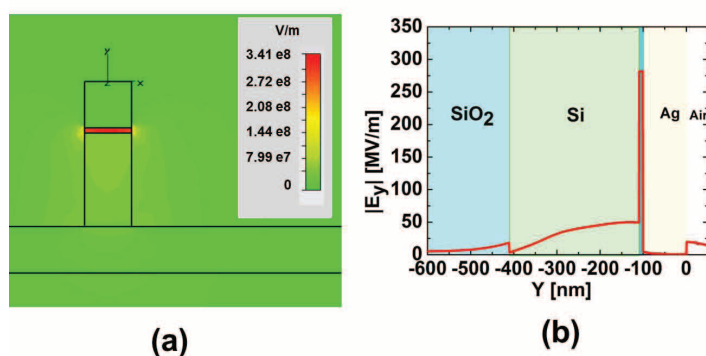 V/m
3.41 e8
2.72 e8
2.08 e8
1.44 e8
7.99 e7
0
y
z
x
(a)
|Ey| [MV/m]
350
300
250
200
150
100
50
0
SiO2
Si
Ag
Air
-600 -500 -400 -300 -200 -100 0
Y [nm]
(b)